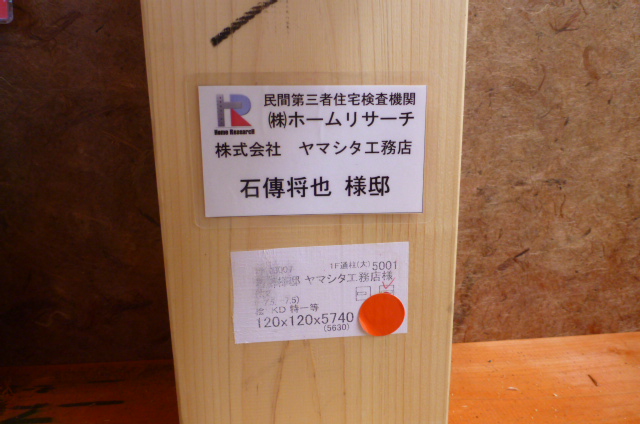 HR
Home Research
民間第三者住宅検査機関
㈱ホームリサーチ
株式会社 ヤマシタ工務店
石傳将也 様邸
1F通柱(大) 5001
ヤマシタ工務店様
KD 特一等
120x120x5740
(5630)